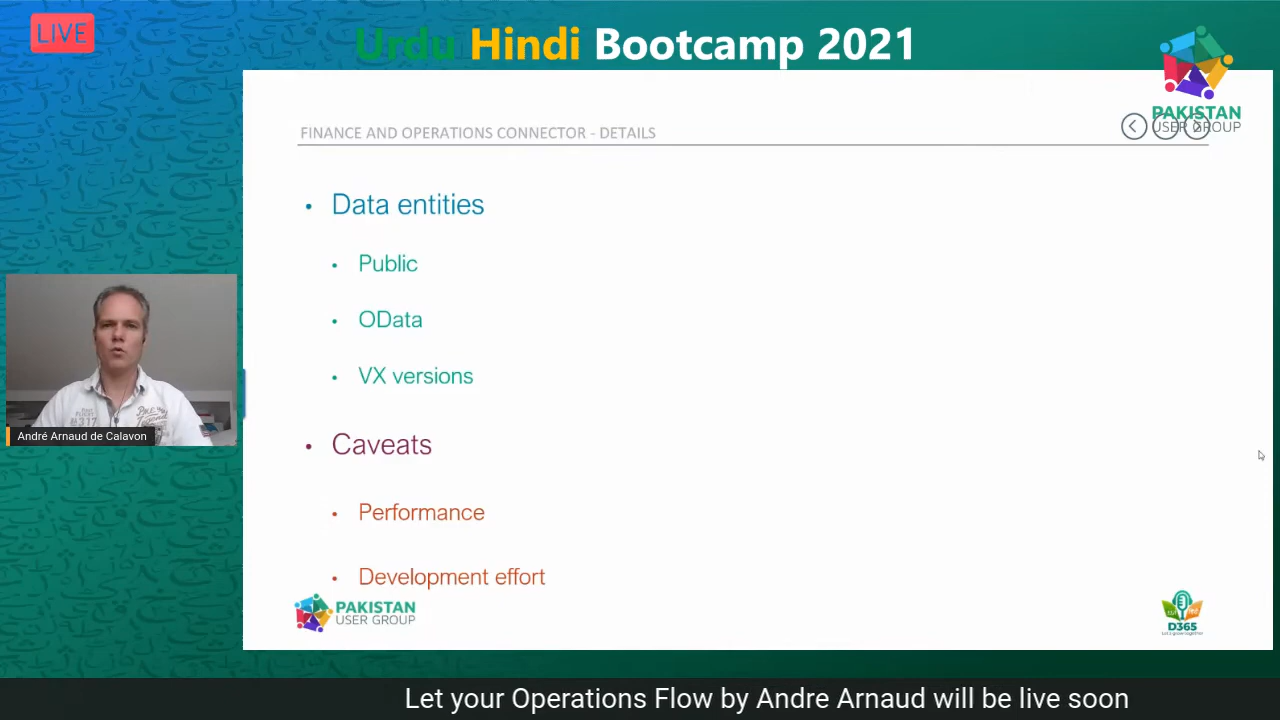 LIVE
Urdu Hindi Bootcamp 2021
PAKISTAN
USER GROUP
FINANCE AND OPERATIONS CONNECTOR - DETAILS
• Data entities
• Public
• OData
• VX versions
• Caveats
• Performance
• Development effort
André Arnaud de Calavon
PAKISTAN
USER GROUP
D365
Let your Operations Flow by Andre Arnaud will be live soon